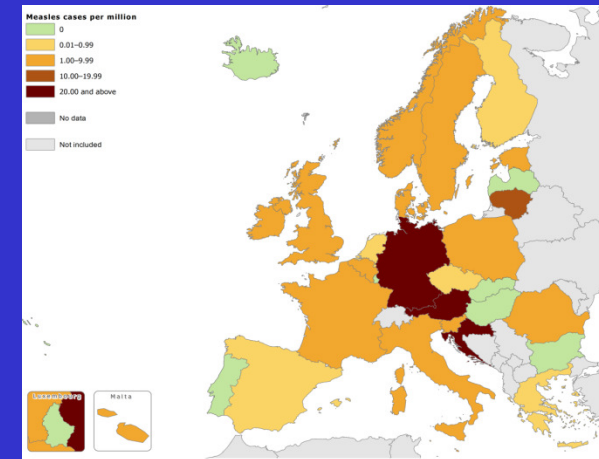 Measles cases per million
0
0.01–0.99
1.00–9.99
10.00–19.99
20.00 and above
No data
Not included
Luxembourg
Malta